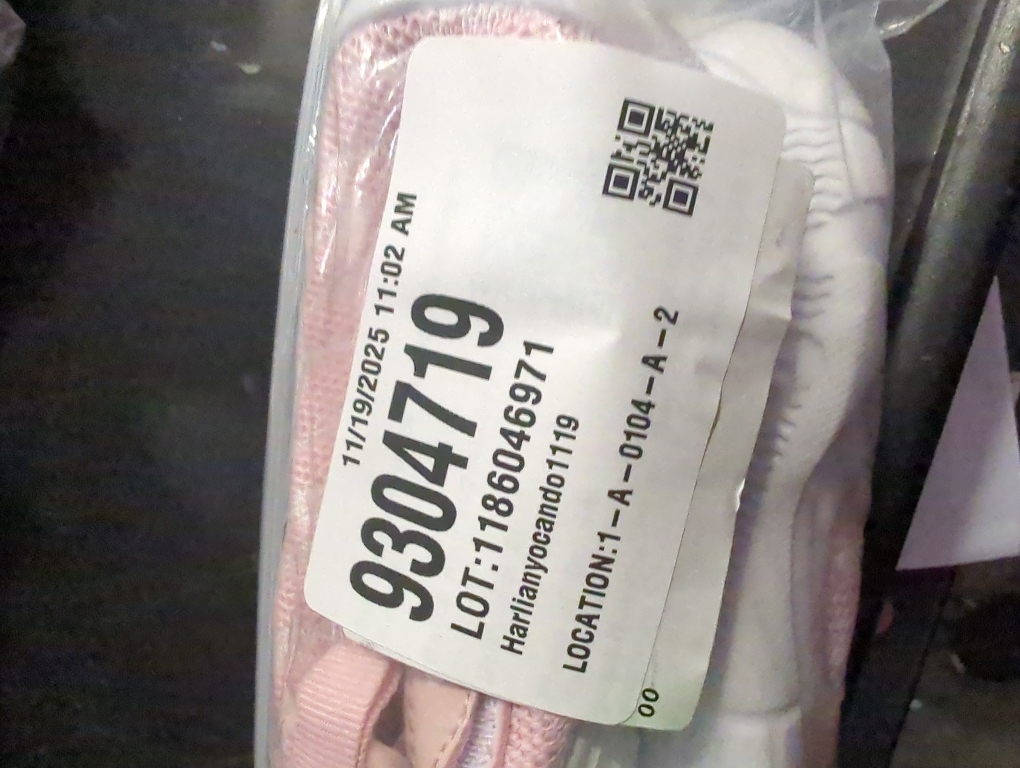 11/19/2025 11:02 AM
9304719
LOT:1186046971
Harlianyocando1119
LOCATION:1-A-0104-A-2
00